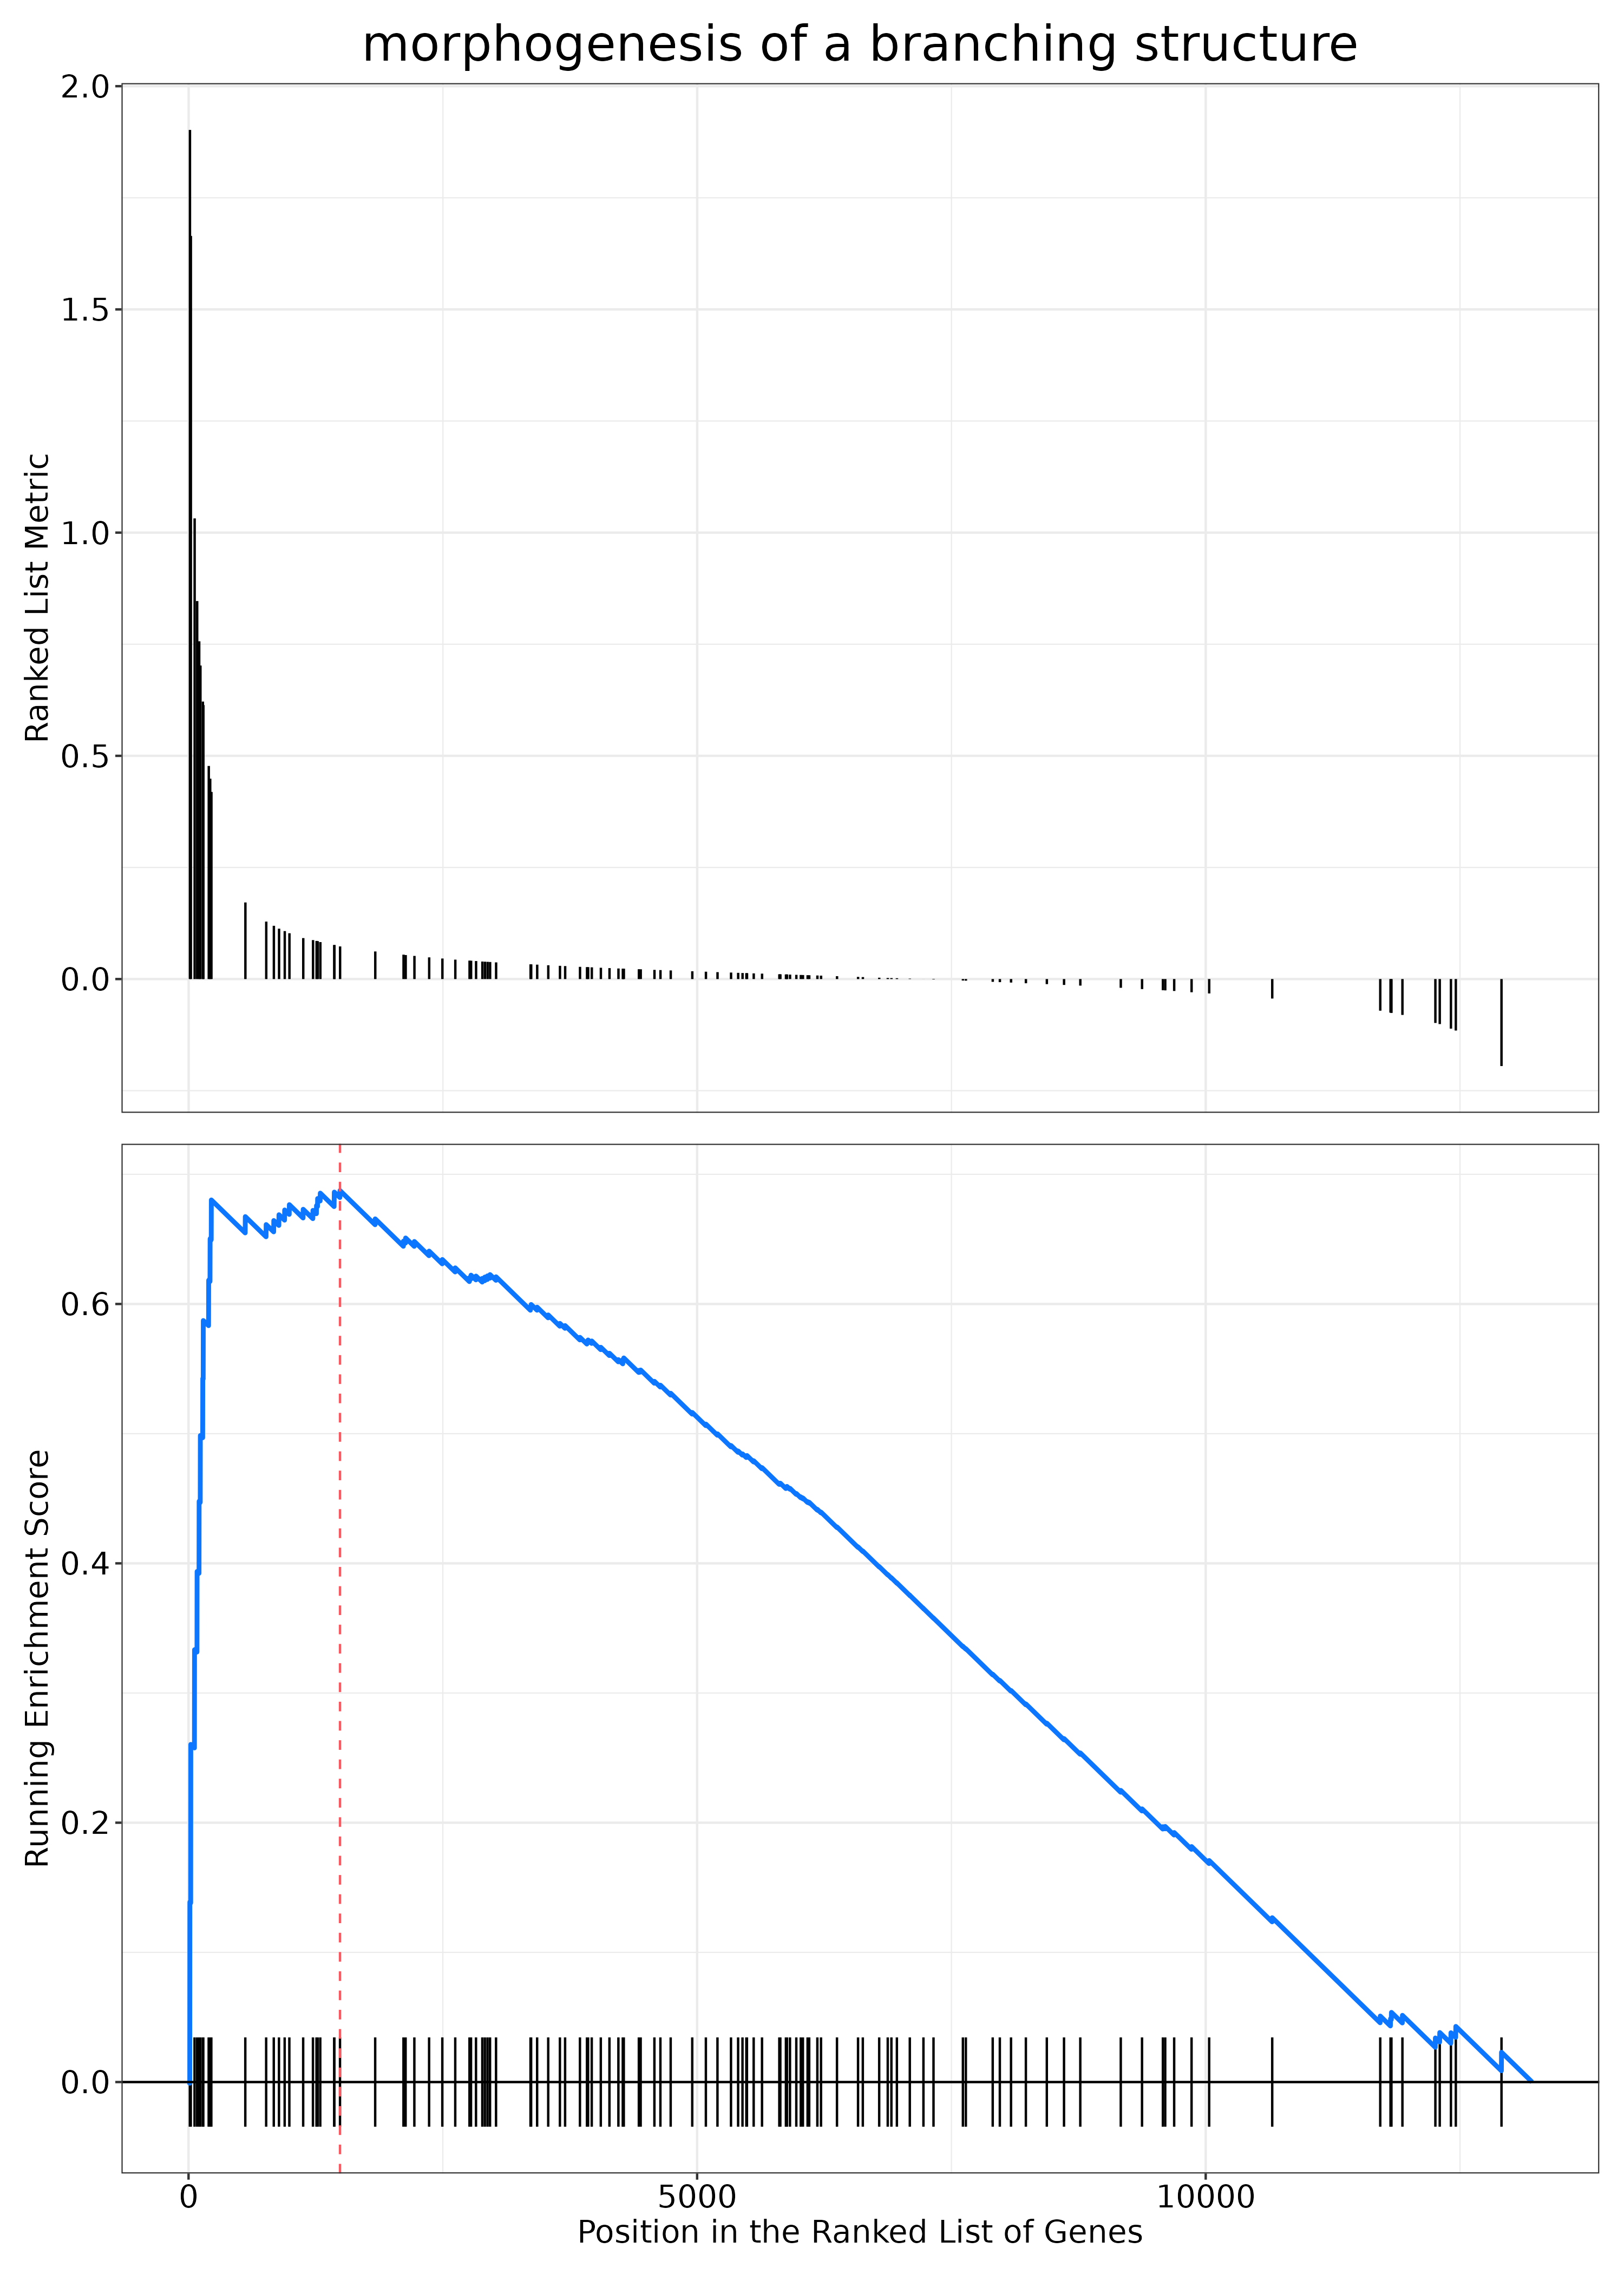 morphogenesis of a branching structure
2.0
1.5
1.0
0.5
0.0
Ranked List Metric
0.6
0.4
0.2
0.0
Running Enrichment Score
0 5000 10000
Position in the Ranked List of Genes